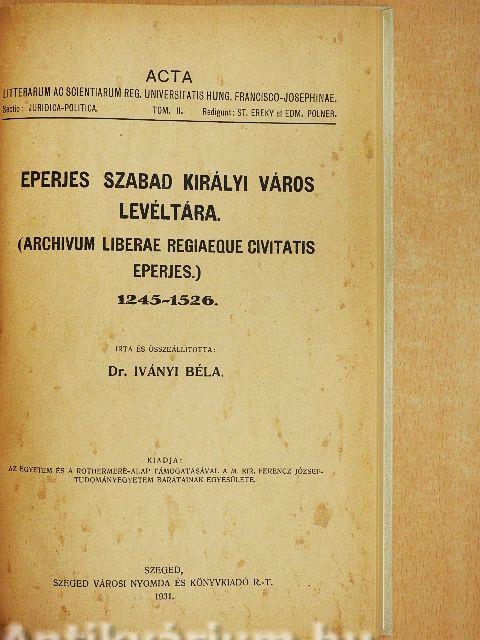 ACTA
LITTERARUM AC SCIENTIARUM REG. UNIVERSITATIS HUNG. FRANCISCO-JOSEPHINAE.
Sectio: JURIDICA-POLITICA. TOM. II. Redigunt: ST. EREKY et EDM. POLNER.
EPERJES SZABAD KIRÁLYI VÁROS
LEVÉLTÁRA.
(ARCHIVUM LIBERAE REGIAEQUE CIVITATIS
EPERJES.)
1245-1526.
IRTA ÉS ÖSSZEÁLLITOTTA:
Dr. IVÁNYI BÉLA.
KIADJA:
AZ EGYETEM ÉS A ROTHERMERE-ALAP TÁMOGATÁSÁVAL A M. KIR. FERENCZ JÓZSEF-
TUDOMÁNYEGYETEM BARÁTAINAK EGYESÜLETE.
SZEGED,
SZEGED VÁROSI NYOMDA ÉS KÖNYVKIADÓ R.-T.
1931.
Antikvárium.hu